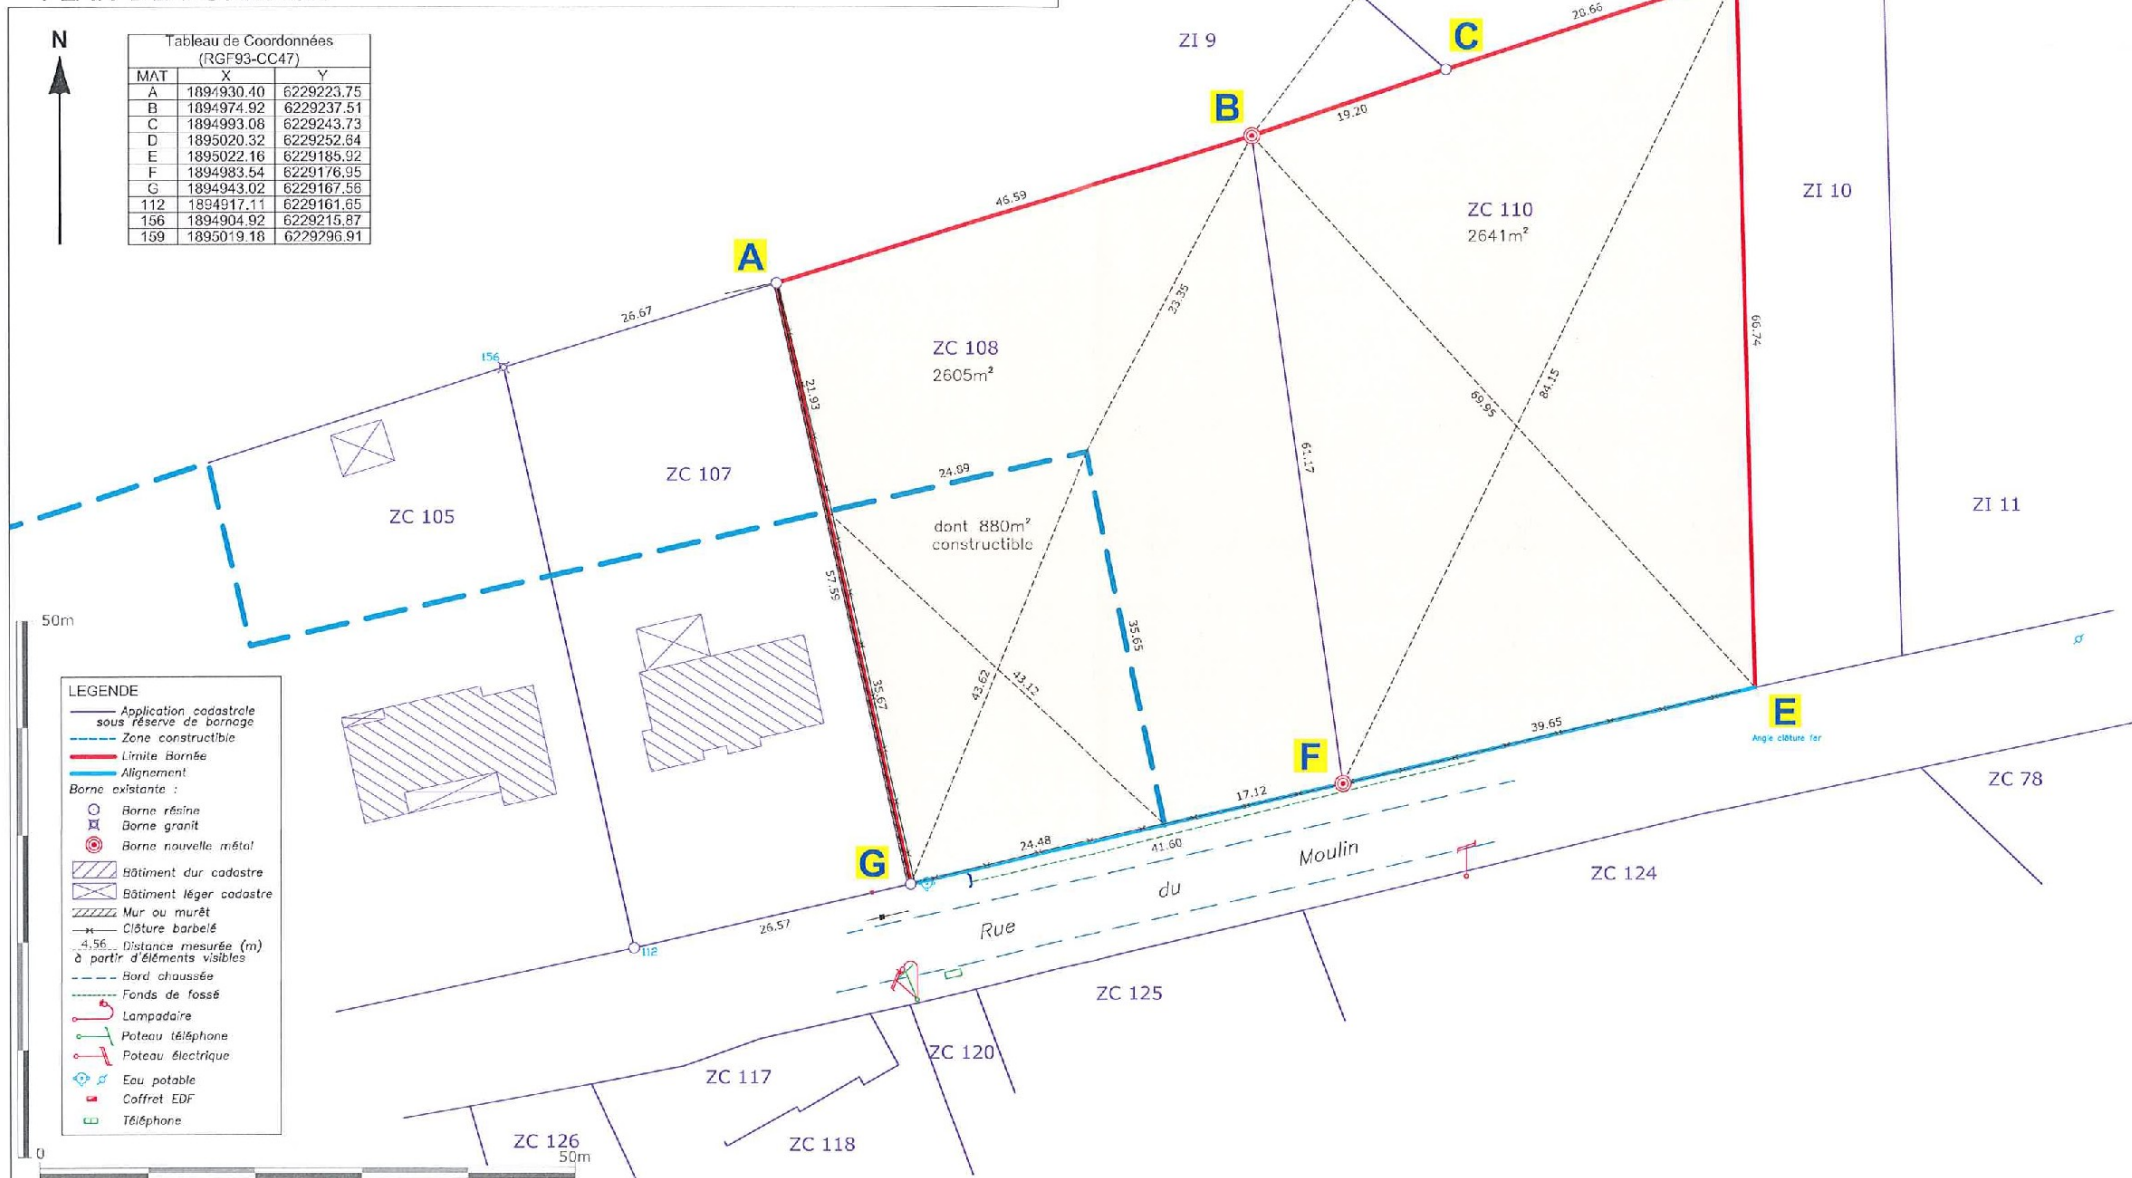 N
Tableau de Coordonnées
(RGF93-CC47)
MAT X Y
A 1894930.40 6229223.75
B 1894974.92 6229237.51
C 1894993.08 6229243.73
D 1895020.32 6229252.64
E 1895022.16 6229185.92
F 1894983.54 6229176.95
G 1894943.02 6229167.56
112 1894917.11 6229161.65
156 1894904.92 6229215.87
159 1895019.18 6229296.91
ZI 9
C
28.66
B
19.20
ZC 110
2641m²
ZI 10
46.59
A
26.67
156
23.35
66.74
ZC 108
2605m²
21.93
69.95
84.15
61.17
24.89
ZC 107
ZC 105
dont 880m²
constructible
ZI 11
57.59
35.65
43.62
43.12
35.67
E
Angle clôture fer
39.65
F
17.12
24.48
41.60
G
26.57
112
Rue
du
Moulin
ZC 78
ZC 124
ZC 125
ZC 120
ZC 117
ZC 118
ZC 126
50m
LEGENDE
Application cadastrale
sous réserve de bornage
Zone constructible
Limite Bornée
Alignement
Borne existante :
Borne résine
Borne granit
Borne nouvelle métal
Bâtiment dur cadastre
Bâtiment léger cadastre
Mur ou murêt
Clôture barbelé
4.56 Distance mesurée (m)
à partir d'éléments visibles
Bord chaussée
Fonds de fossé
Lampadaire
Poteau téléphone
Poteau électrique
Eau potable
Coffret EDF
Téléphone
0
0
50m